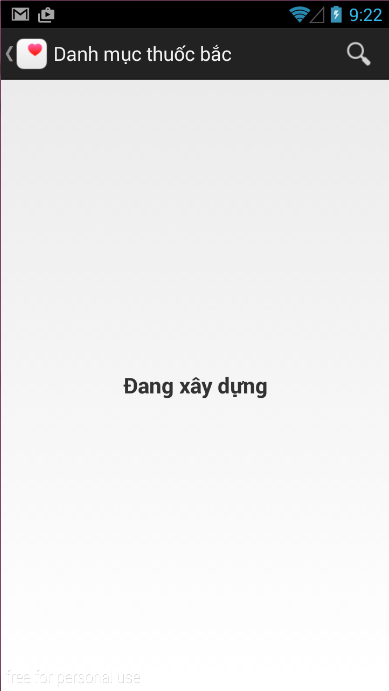 9:22
Danh mục thuốc bắc
Đang xây dựng
free for personal use